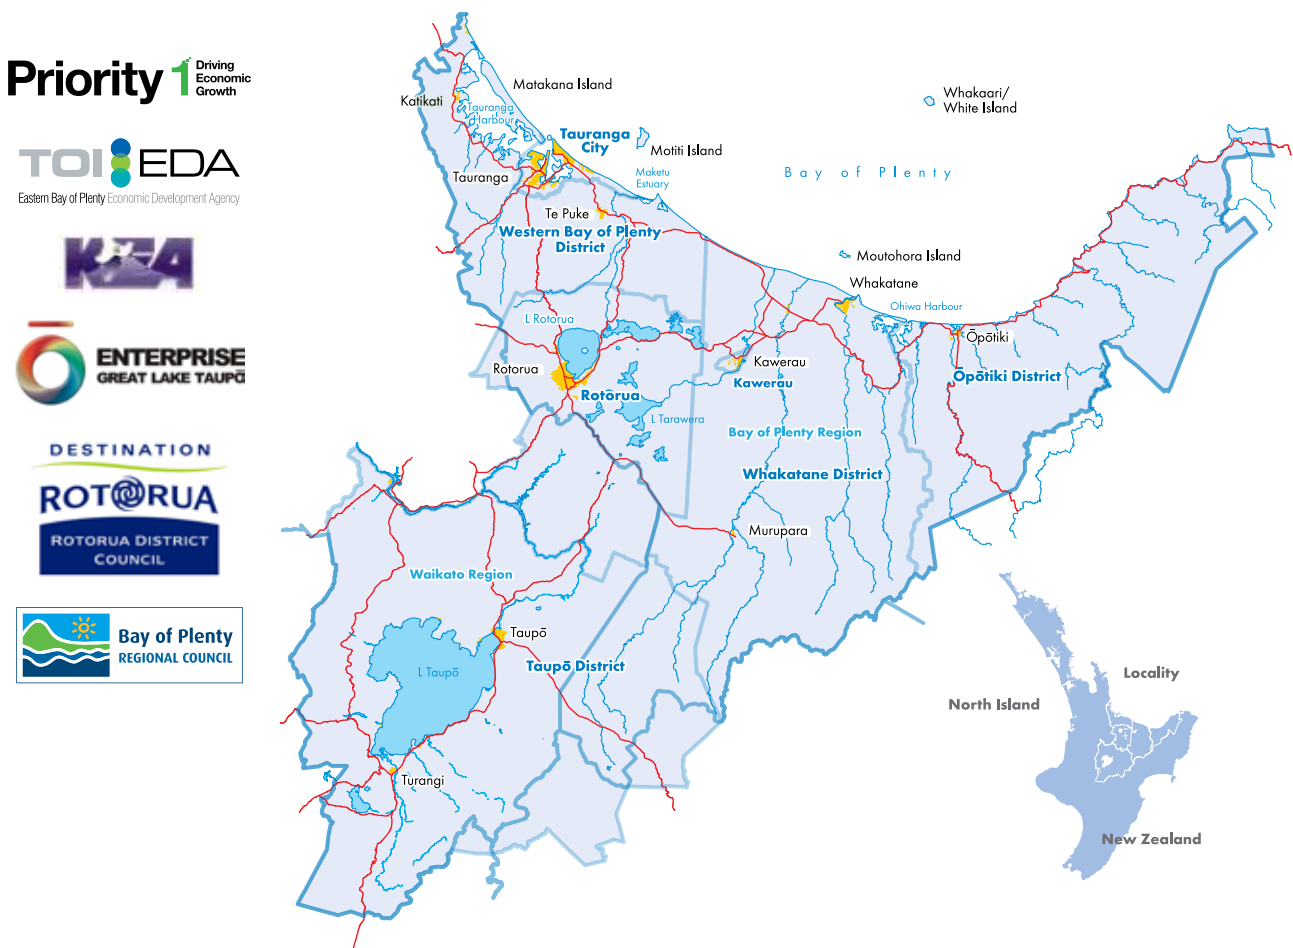 Priority 1 Driving
Economic
Growth
TOI EDA
Eastern Bay of Plenty Economic Development Agency
KEA
ENTERPRISE
GREAT LAKE TAUPŌ
DESTINATION
ROTORUA
ROTORUA DISTRICT
COUNCIL
Bay of Plenty
REGIONAL COUNCIL
Matakana Island
Katikati
Tauranga
Harbour
Tauranga
City
Motiti Island
Whakaari/
White Island
Maketu
Estuary
Bay of Plenty
Tauranga
Te Puke
Western Bay of Plenty
District
Moutohora Island
Whakatane
Ohiwa Harbour
L Rotorua
Ōpōtiki
Rotorua
Kawerau
Kawerau
Ōpōtiki District
Rotōrua
L Tarawera
Bay of Plenty Region
Whakatane District
Murupara
Waikato Region
Taupō
L Taupō
Taupō District
Turangi
Locality
North Island
New Zealand